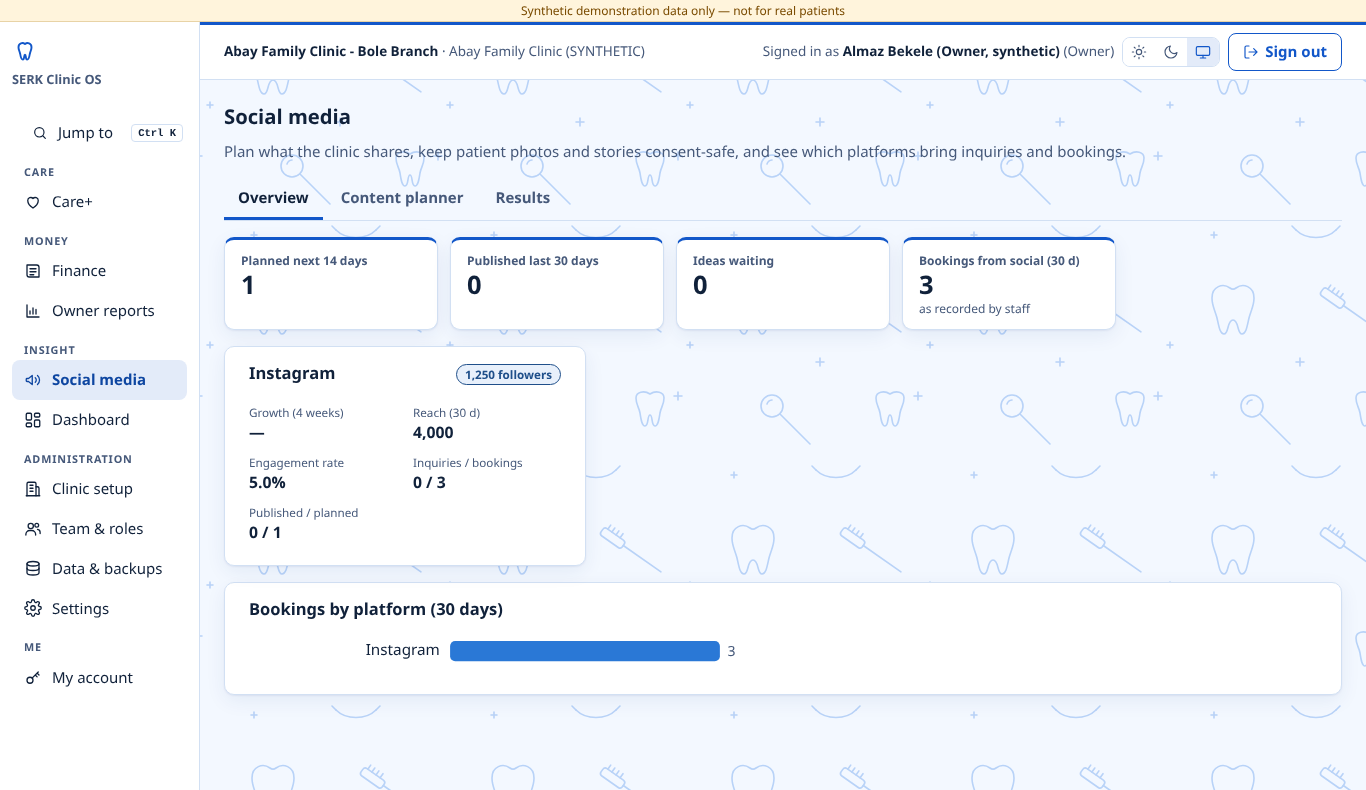 Synthetic demonstration data only — not for real patients
SERK Clinic OS
Jump to Ctrl K
CARE
Care+
MONEY
Finance
Owner reports
INSIGHT
Social media
Dashboard
ADMINISTRATION
Clinic setup
Team & roles
Data & backups
Settings
ME
My account
Abay Family Clinic - Bole Branch · Abay Family Clinic (SYNTHETIC)
Signed in as Almaz Bekele (Owner, synthetic) (Owner)
Sign out
Social media
Plan what the clinic shares, keep patient photos and stories consent-safe, and see which platforms bring inquiries and bookings.
Overview Content planner Results
Planned next 14 days
1
Published last 30 days
0
Ideas waiting
0
Bookings from social (30 d)
3
as recorded by staff
Instagram
1,250 followers
Growth (4 weeks)
—
Reach (30 d)
4,000
Engagement rate
5.0%
Inquiries / bookings
0 / 3
Published / planned
0 / 1
Bookings by platform (30 days)
Instagram 3